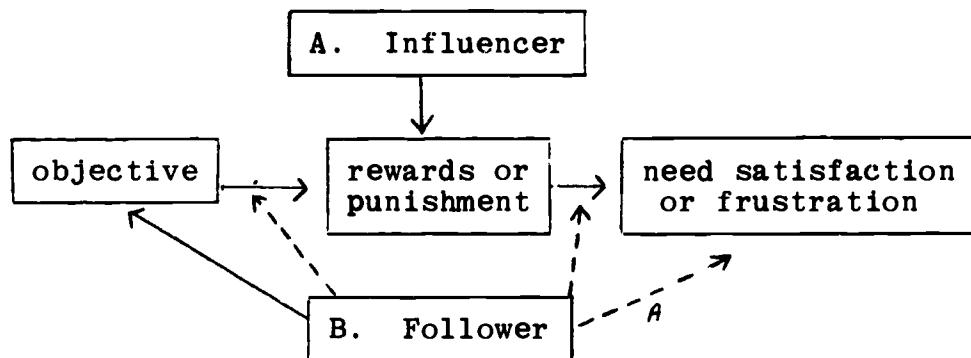 A. Influencer
objective
rewards or
punishment
need satisfaction
or frustration
A
B. Follower